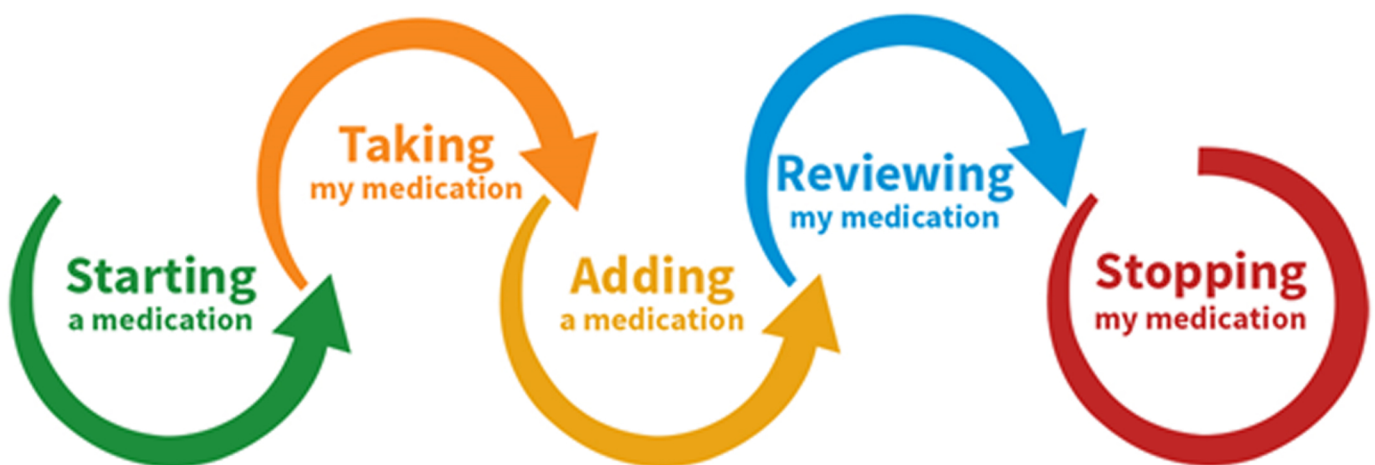 Starting
a medication
Taking
my medication
Adding
a medication
Reviewing
my medication
Stopping
my medication